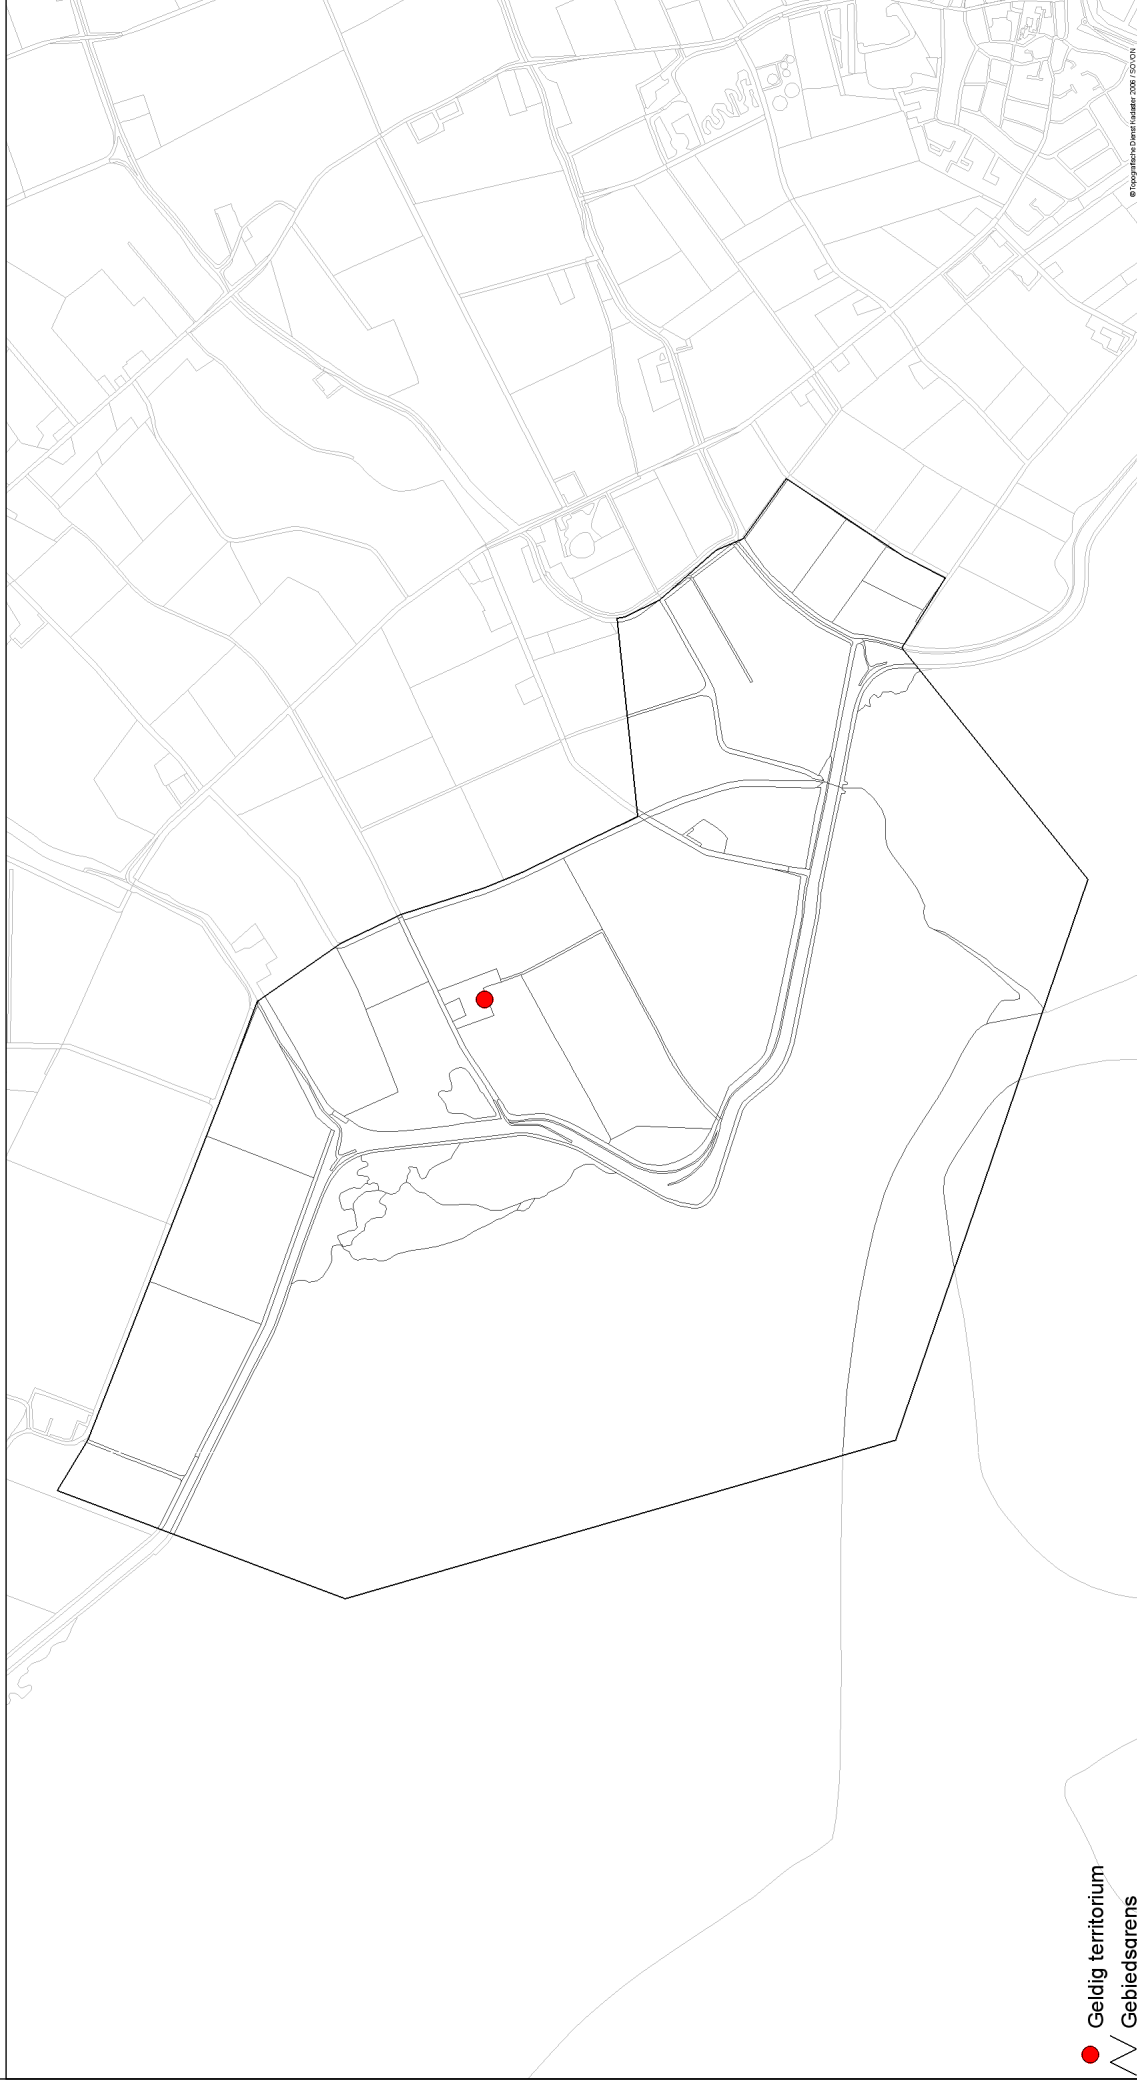 © Topografische Dienst Kadaster 2006 / SOVON
Geldig territorium
Gebiedsgrens